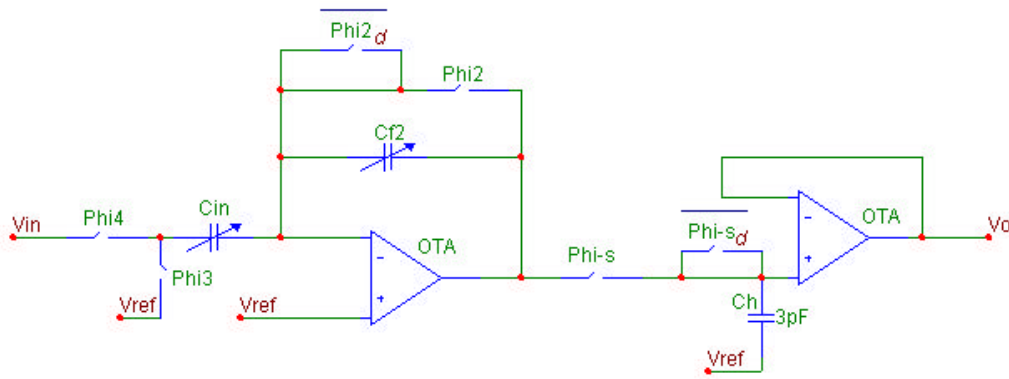 Phi2d
Phi2
Cf2
Vin
Phi4
Cin
Phi3
Vref
Vref
OTA
-
+
Phi-s
Phi-sd
Ch
3pF
Vref
OTA
-
+
Vo